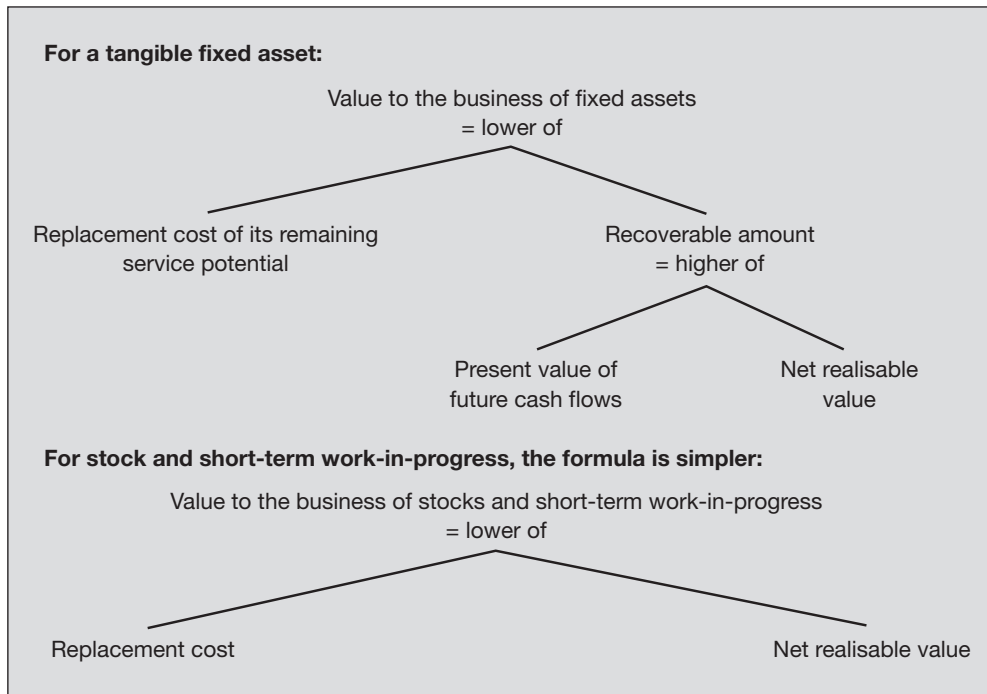 For a tangible fixed asset:
Value to the business of fixed assets
= lower of
Replacement cost of its remaining
service potential
Recoverable amount
= higher of
Present value of
future cash flows
Net realisable
value
For stock and short-term work-in-progress, the formula is simpler:
Value to the business of stocks and short-term work-in-progress
= lower of
Replacement cost
Net realisable value